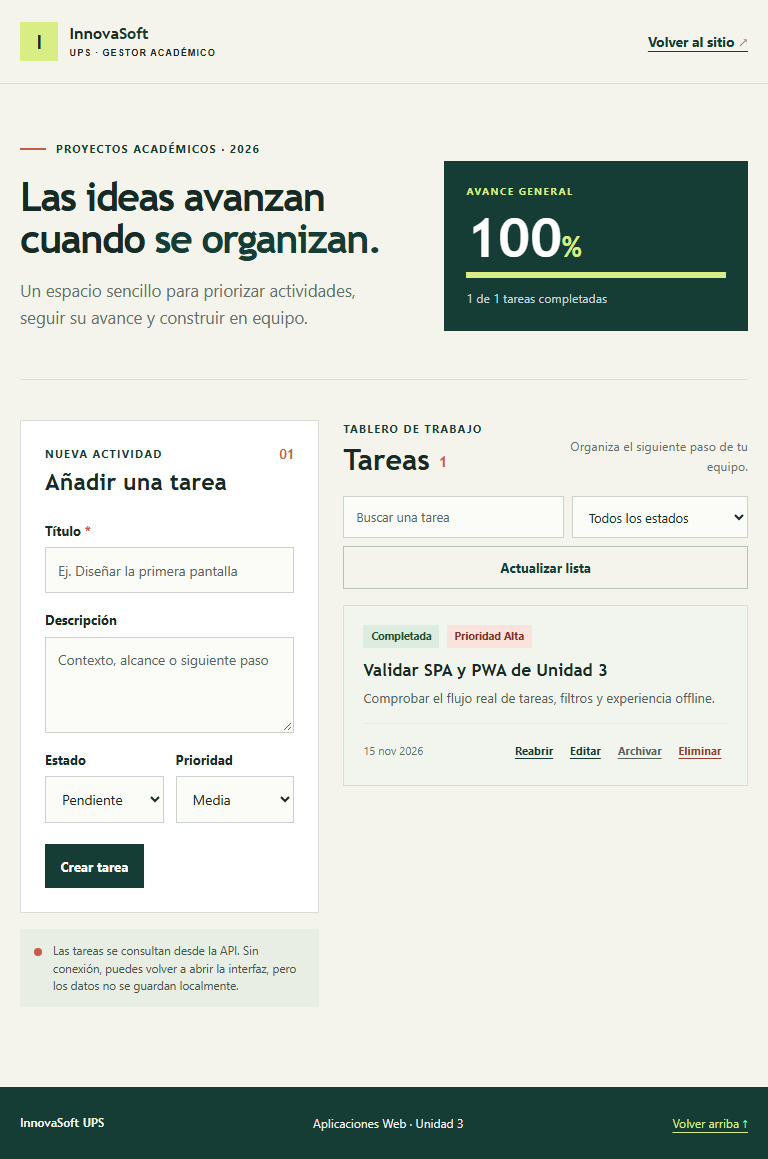 I
InnovaSoft
UPS · GESTOR ACADÉMICO
Volver al sitio ↗
PROYECTOS ACADÉMICOS · 2026
Las ideas avanzan
cuando se organizan.
Un espacio sencillo para priorizar actividades,
seguir su avance y construir en equipo.
AVANCE GENERAL
100%
1 de 1 tareas completadas
NUEVA ACTIVIDAD
01
Añadir una tarea
Título *
Ej. Diseñar la primera pantalla
Descripción
Contexto, alcance o siguiente paso
Estado
Prioridad
Pendiente
Media
Crear tarea
Las tareas se consultan desde la API. Sin
conexión, puedes volver a abrir la interfaz, pero
los datos no se guardan localmente.
TABLERO DE TRABAJO
Tareas 1
Organiza el siguiente paso de tu
equipo.
Buscar una tarea
Todos los estados
Actualizar lista
Completada
Prioridad Alta
Validar SPA y PWA de Unidad 3
Comprobar el flujo real de tareas, filtros y experiencia offline.
15 nov 2026
Reabrir
Editar
Archivar
Eliminar
InnovaSoft UPS
Aplicaciones Web · Unidad 3
Volver arriba ↑